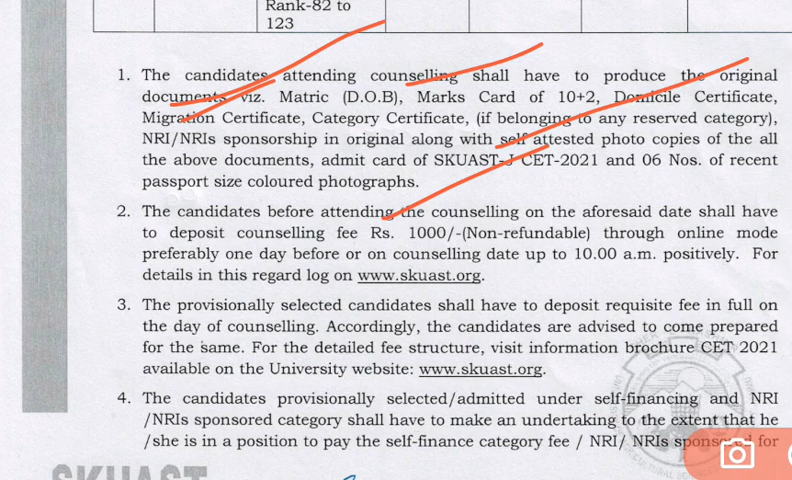 Rank-82 to
123
1. The candidates attending counselling shall have to produce the original
documents viz. Matric (D.O.B), Marks Card of 10+2, Domicile Certificate,
Migration Certificate, Category Certificate, (if belonging to any reserved category),
NRI/NRIs sponsorship in original along with self attested photo copies of the all
the above documents, admit card of SKUAST-J CET-2021 and 06 Nos. of recent
passport size coloured photographs.
2. The candidates before attending the counselling on the aforesaid date shall have
to deposit counselling fee Rs. 1000/-(Non-refundable) through online mode
preferably one day before or on counselling date up to 10.00 a.m. positively. For
details in this regard log on www.skuast.org.
3. The provisionally selected candidates shall have to deposit requisite fee in full on
the day of counselling. Accordingly, the candidates are advised to come prepared
for the same. For the detailed fee structure, visit information brochure CET 2021
available on the University website: www.skuast.org.
4. The candidates provisionally selected/admitted under self-financing and NRI
/NRIs sponsored category shall have to make an undertaking to the extent that he
/she is in a position to pay the self-finance category fee / NRI/ NRIs sponsored for
SKUAST